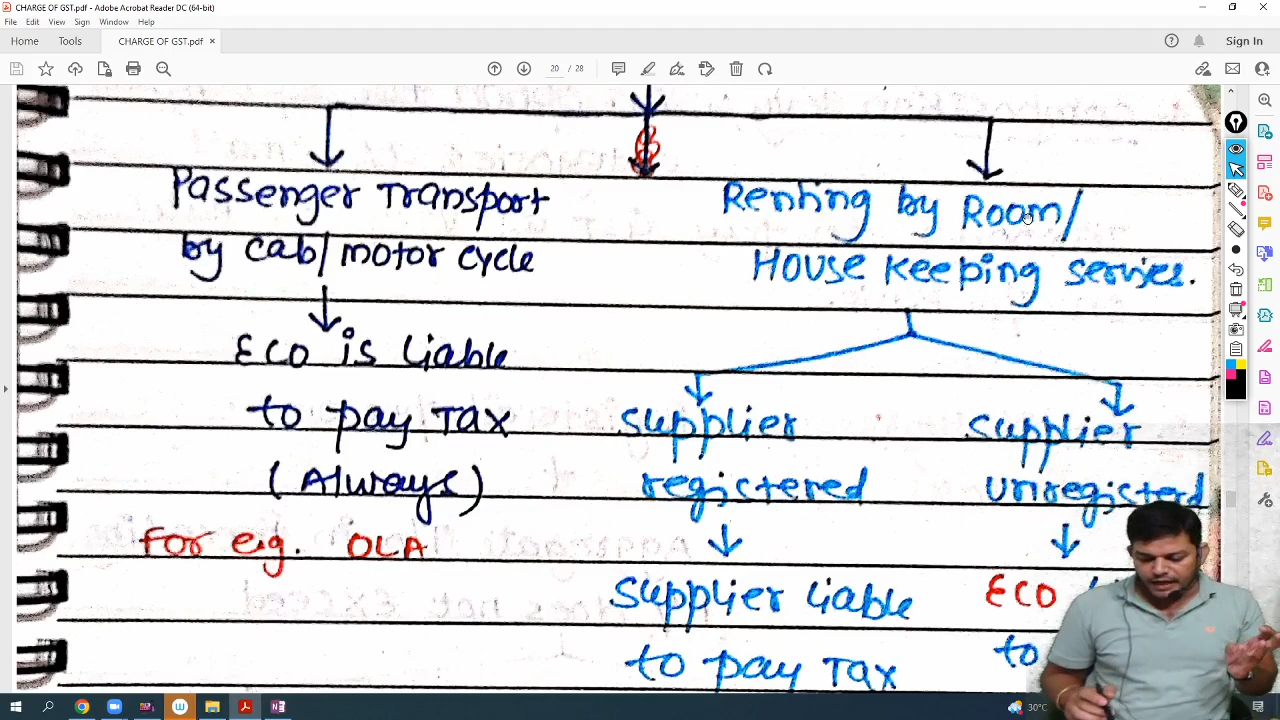 CHARGE OF GST.pdf - Adobe Acrobat Reader DC (64-bit)
File Edit View Sign Window Help
Home Tools CHARGE OF GST.pdf × Sign In
20 / 28
Passenger Transport
by cab/motor cycle
ECO is liable
to pay Tax
(Always)
For e.g. OLA
Renting by Room/
House keeping servies.
Supplier
registered
Supplier liable
to pay Tax
Supplier
unregisterd
ECO
to
30°C